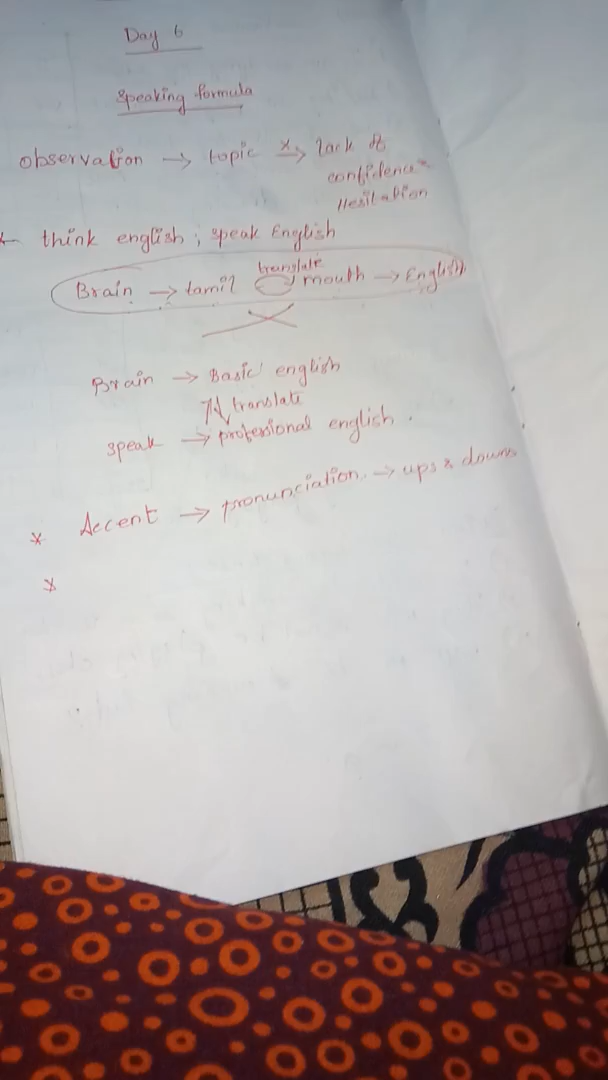 Day 6
Speaking formula
observation → topic x→ lack of
confidence
Hesitation
← think english ; speak English
translate
Brain → tamil mouth → English
Brain → Basic english
translate
speak → profersional english .
* Accent → pronunciation. → ups & downs
*